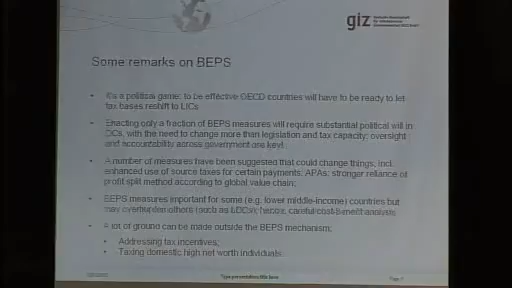 giz
Some remarks on BEPS
• It's a political game: to be effective OECD countries will have to be ready to let
tax bases reshift to LICs
• Enacting only a fraction of BEPS measures will require substantial political will in
DCs, with the need to change more than legislation and tax capacity: oversight
and accountability across government are key!
• A number of measures have been suggested that could change things, incl.
enhanced use of source taxes for certain payments; APAs; stronger reliance of
profit split method according to global value chain;
• BEPS measures important for some (e.g. lower middle-income) countries but
may overburden others (such as LDCs); hence, careful cost-benefit analysis
• A lot of ground can be made outside the BEPS mechanism;
• Addressing tax incentives;
• Taxing domestic high net worth individuals.
Page